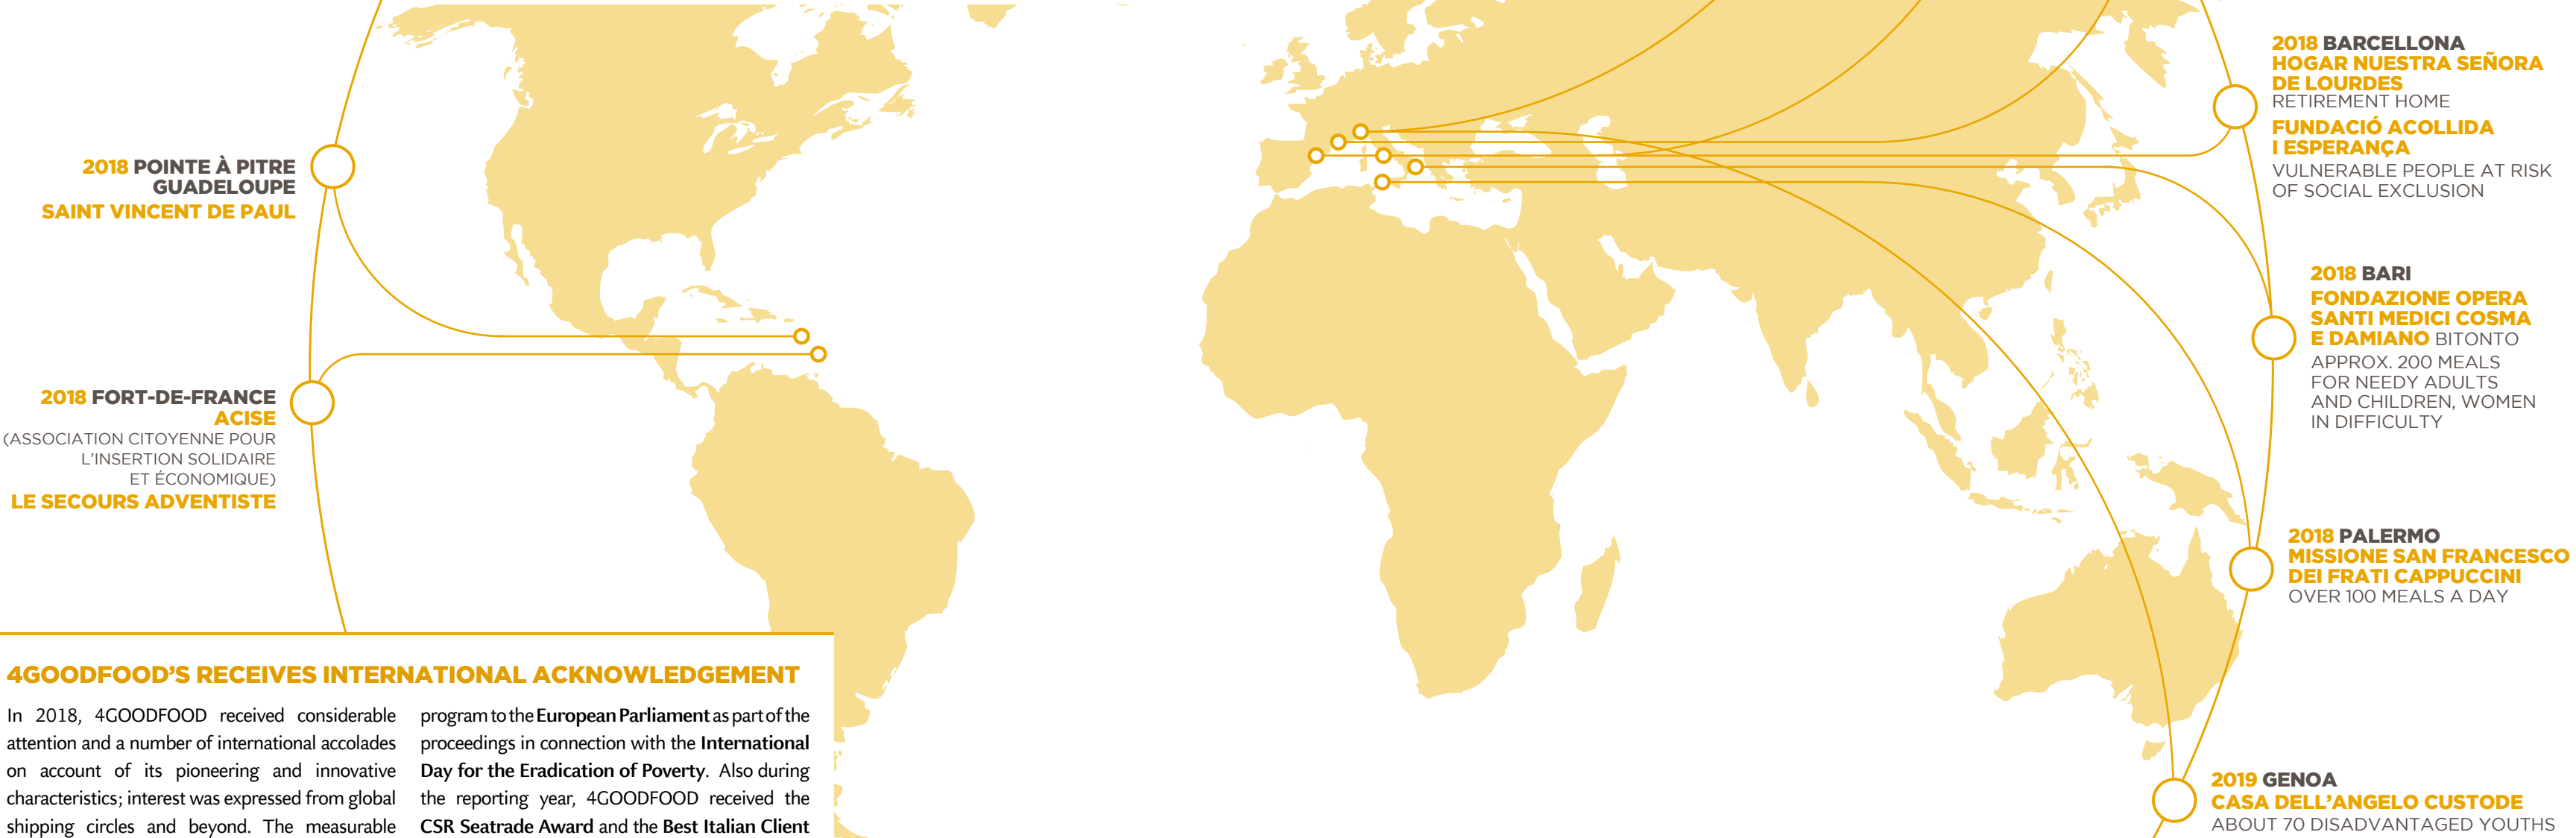 2018 POINTE À PITRE
GUADELOUPE
SAINT VINCENT DE PAUL
2018 FORT-DE-FRANCE
ACISE
(ASSOCIATION CITOYENNE POUR
L'INSERTION SOLIDAIRE
ET ÉCONOMIQUE)
LE SECOURS ADVENTISTE
2018 BARCELLONA
HOGAR NUESTRA SEÑORA
DE LOURDES
RETIREMENT HOME
FUNDACIÓ ACOLLIDA
I ESPERANÇA
VULNERABLE PEOPLE AT RISK
OF SOCIAL EXCLUSION
2018 BARI
FONDAZIONE OPERA
SANTI MEDICI COSMA
E DAMIANO BITONTO
APPROX. 200 MEALS
FOR NEEDY ADULTS
AND CHILDREN, WOMEN
IN DIFFICULTY
2018 PALERMO
MISSIONE SAN FRANCESCO
DEI FRATI CAPPUCCINI
OVER 100 MEALS A DAY
2019 GENOA
CASA DELL'ANGELO CUSTODE
ABOUT 70 DISADVANTAGED YOUTHS
4GOODFOOD'S RECEIVES INTERNATIONAL ACKNOWLEDGEMENT
In 2018, 4GOODFOOD received considerable
attention and a number of international accolades
on account of its pioneering and innovative
characteristics; interest was expressed from global
shipping circles and beyond. The measurable
program to the European Parliament as part of the
proceedings in connection with the International
Day for the Eradication of Poverty. Also during
the reporting year, 4GOODFOOD received the
CSR Seatrade Award and the Best Italian Client